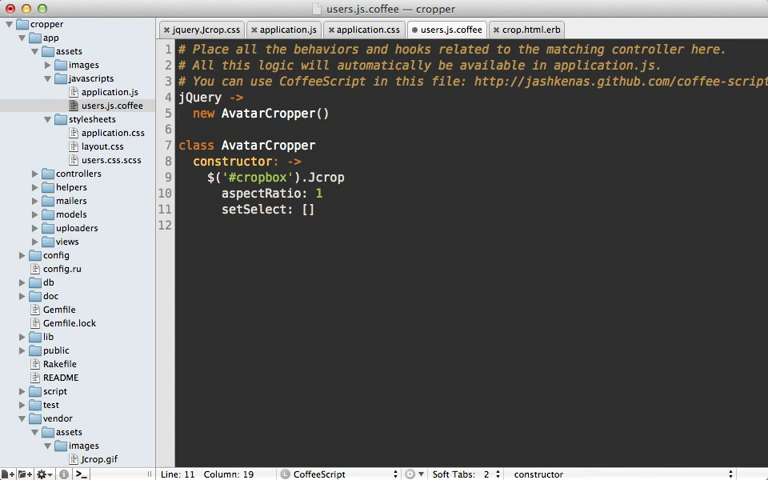 users.js.coffee — cropper
cropper
app
assets
images
javascripts
application.js
users.js.coffee
stylesheets
application.css
layout.css
users.css.scss
controllers
helpers
mailers
models
uploaders
views
config
config.ru
db
doc
Gemfile
Gemfile.lock
lib
public
Rakefile
README
script
test
vendor
assets
images
Jcrop.gif
jquery.Jcrop.css
application.js
application.css
users.js.coffee
crop.html.erb
1 # Place all the behaviors and hooks related to the matching controller here.
2 # All this logic will automatically be available in application.js.
3 # You can use CoffeeScript in this file: http://jashkenas.github.com/coffee-script
4 jQuery ->
5 new AvatarCropper()
6
7 class AvatarCropper
8 constructor: ->
9 $('#cropbox').Jcrop
10 aspectRatio: 1
11 setSelect: []
12
Line: 11 Column: 19 CoffeeScript Soft Tabs: 2 constructor